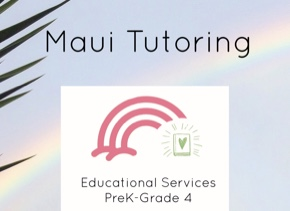 Maui Tutoring
Educational Services
PreK-Grade 4